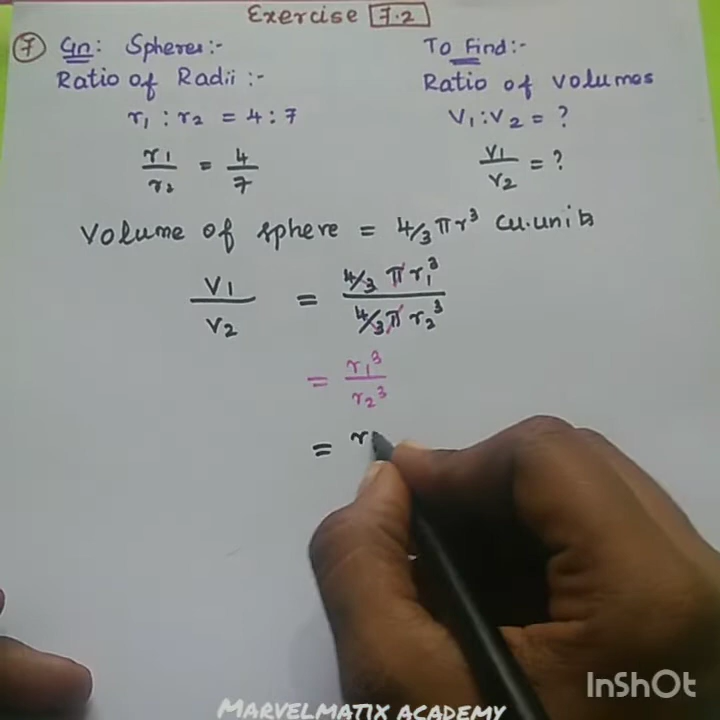 Exercise 7.2
7 Gn: Spheres:-
Ratio of Radii:-
r₁ : r₂ = 4 : 7
r₁/r₂ = 4/7
To Find:-
Ratio of volumes
V₁ : V₂ = ?
V₁/V₂ = ?
Volume of sphere = 4/3 πr³ cu.units
V₁/V₂ = 4/3 π r₁³ / 4/3 π r₂³
= r₁³/r₂³
= r
InShOt
MARVELMATIX ACADEMY